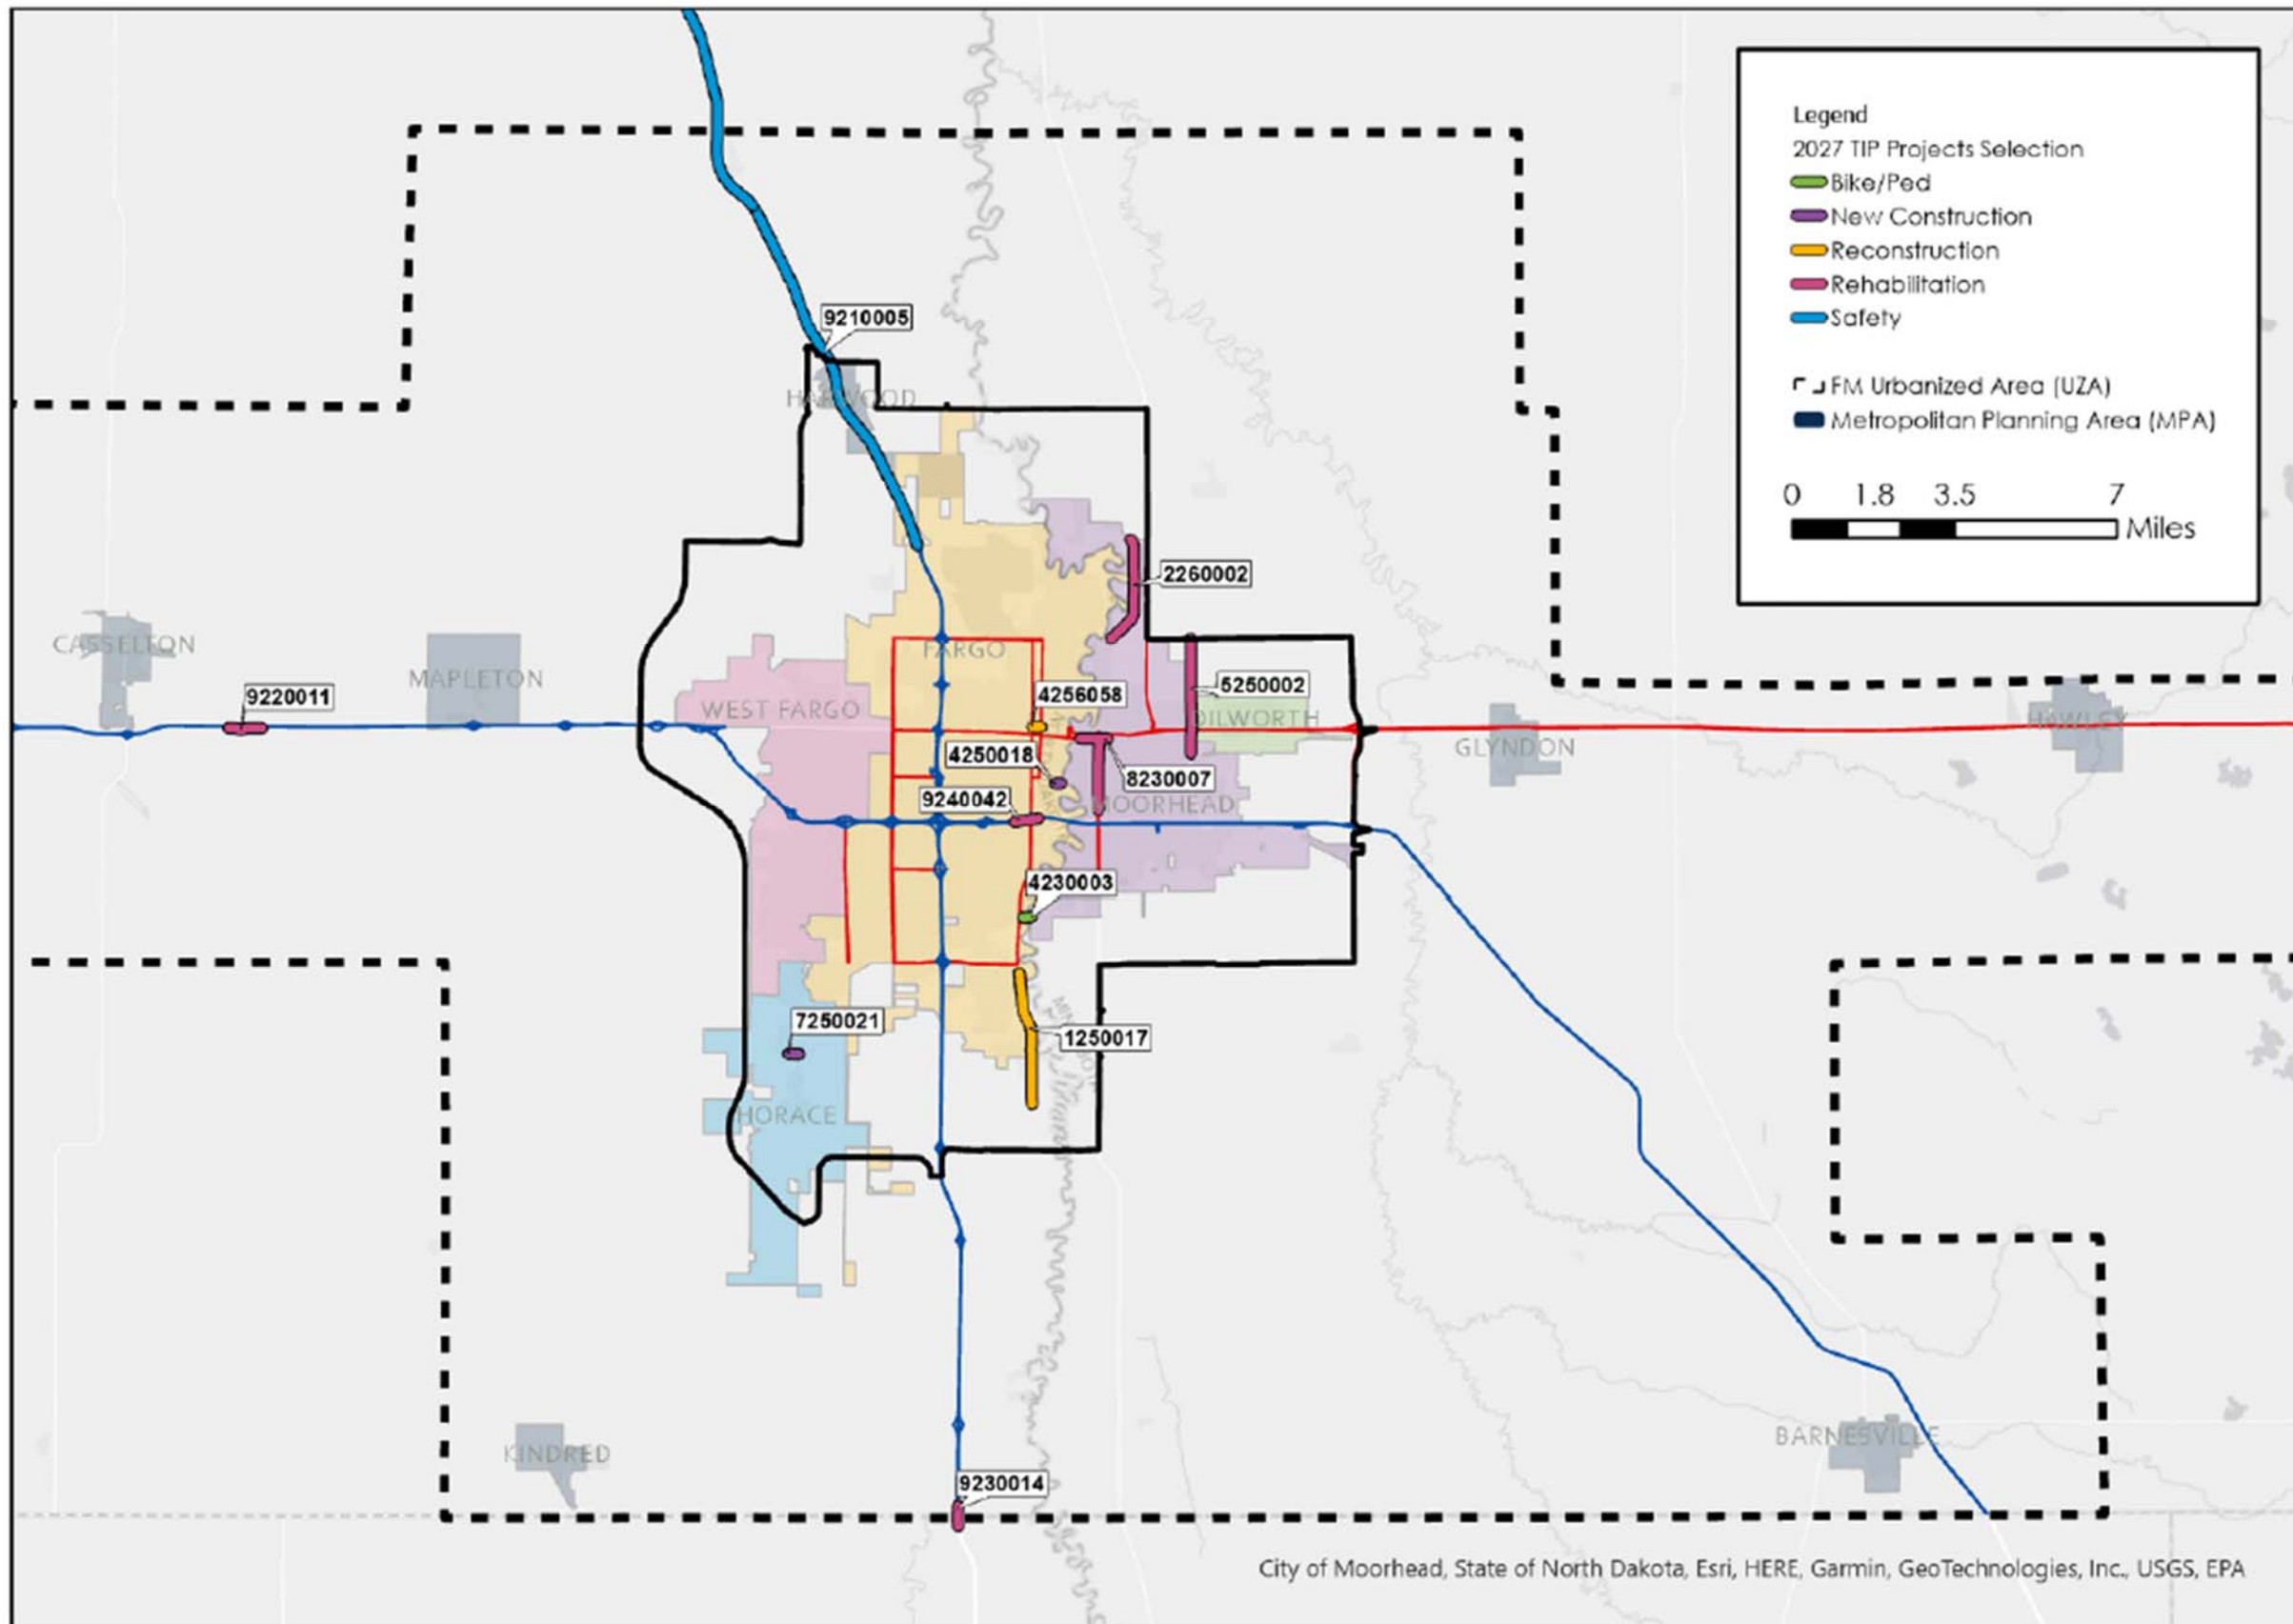 Legend
2027 TIP Projects Selection
Bike/Ped
New Construction
Reconstruction
Rehabilitation
Safety
FM Urbanized Area (UZA)
Metropolitan Planning Area (MPA)
0 1.8 3.5 7
Miles
9210005
HARWOOD
2260002
CASSELTON
MAPLETON
FARGO
9220011
WEST FARGO
4256058
5250002
DILWORTH
HAWLEY
GLYNDON
4250018
8230007
9240042
MOORHEAD
4230003
7250021
1250017
HORACE
KINDRED
BARNESVILLE
9230014
City of Moorhead, State of North Dakota, Esri, HERE, Garmin, GeoTechnologies, Inc., USGS, EPA